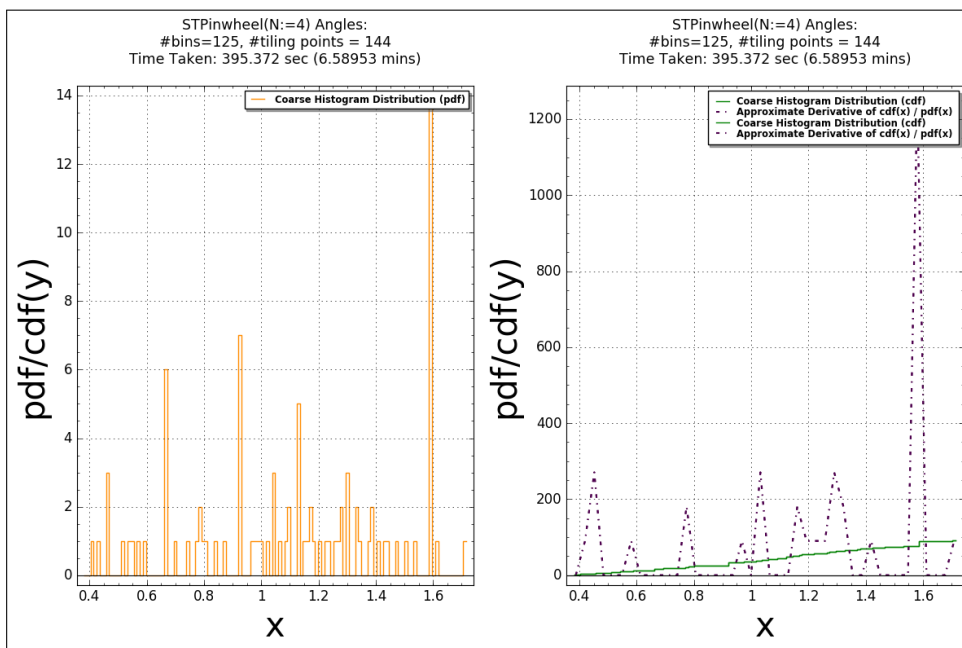 STPinwheel(N:=4) Angles:
#bins=125, #tiling points = 144
Time Taken: 395.372 sec (6.58953 mins)
Coarse Histogram Distribution (pdf)
14
12
10
8
6
4
2
0
pdf/cdf(y)
0.4 0.6 0.8 1 1.2 1.4 1.6
x
STPinwheel(N:=4) Angles:
#bins=125, #tiling points = 144
Time Taken: 395.372 sec (6.58953 mins)
Coarse Histogram Distribution (cdf)
Approximate Derivative of cdf(x) / pdf(x)
Coarse Histogram Distribution (cdf)
Approximate Derivative of cdf(x) / pdf(x)
1200
1000
800
600
400
200
0
pdf/cdf(y)
0.4 0.6 0.8 1 1.2 1.4 1.6
x